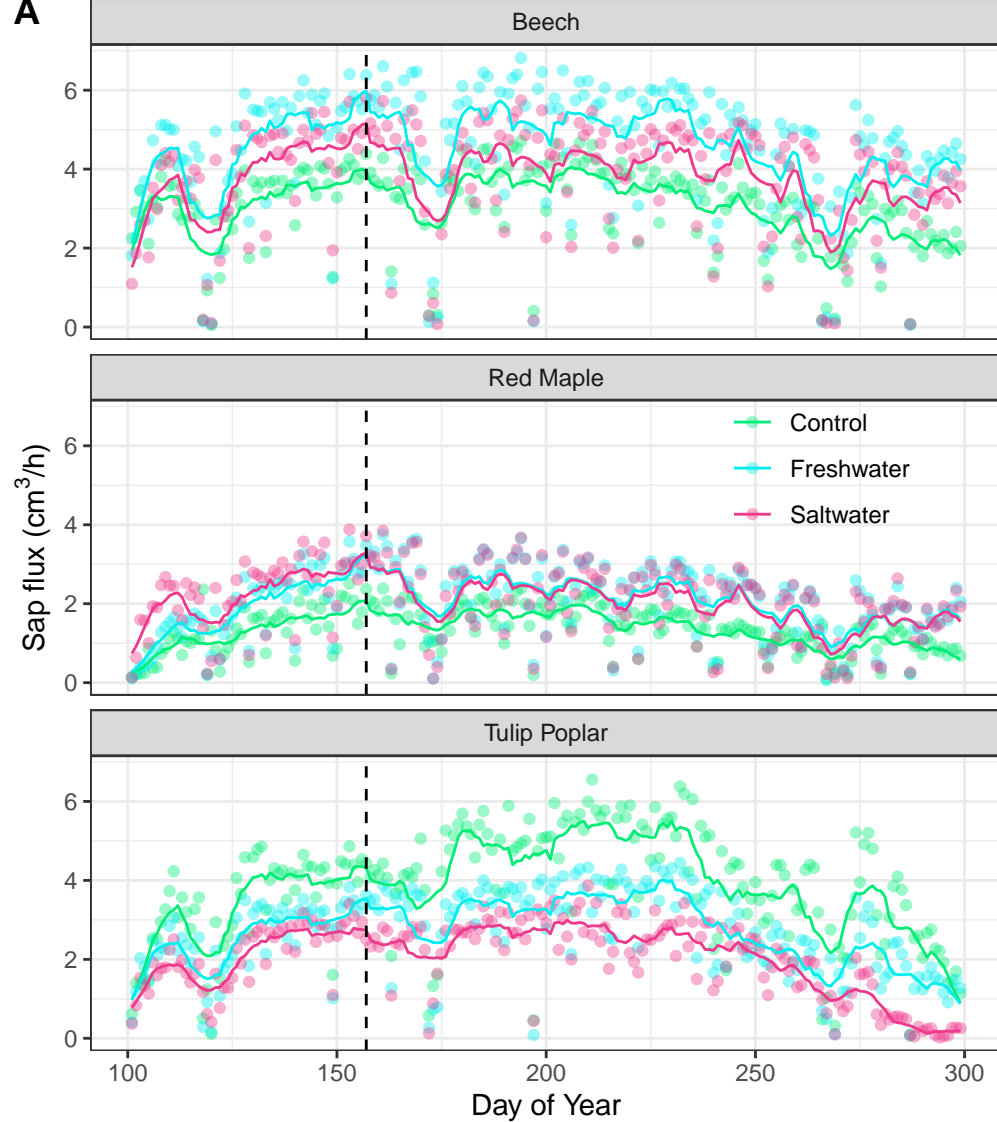 A
Beech
6
4
2
0
Red Maple
6
4
2
0
Control
Freshwater
Saltwater
Sap flux (cm³/h)
Tulip Poplar
6
4
2
0
100 150 200 250 300
Day of Year